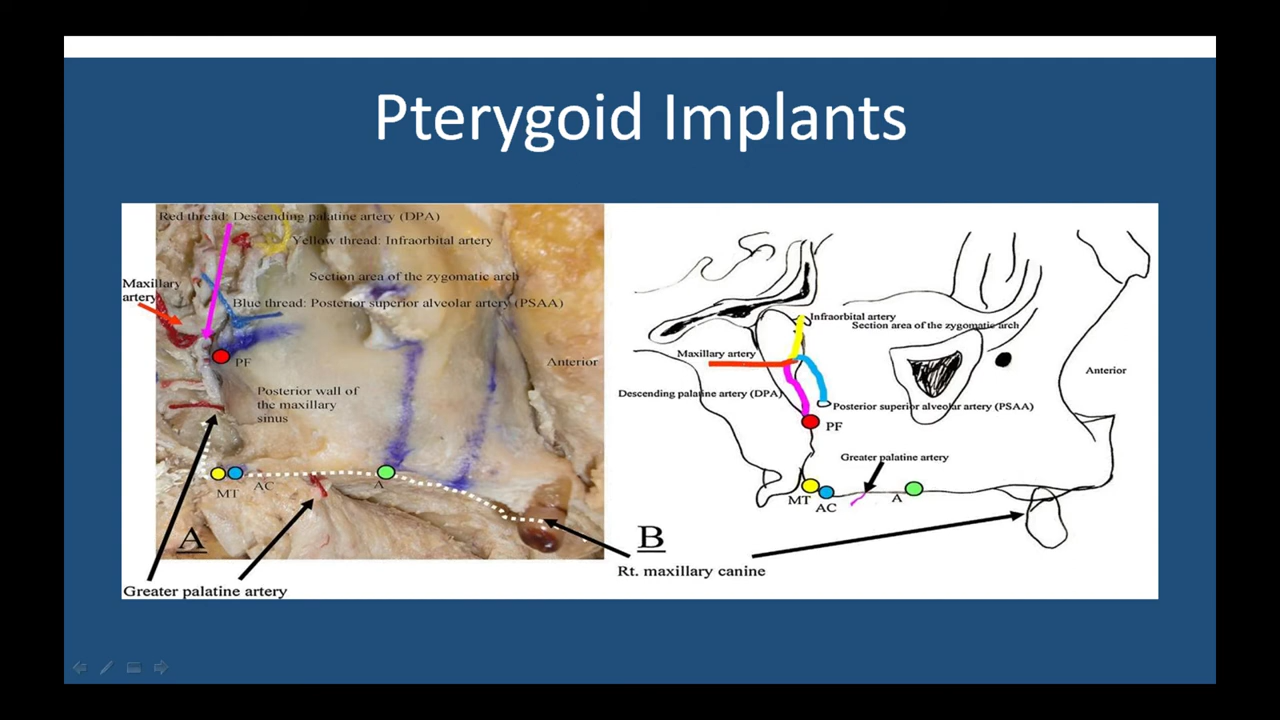 Pterygoid Implants
Red thread: Descending palatine artery (DPA)
Yellow thread: Infraorbital artery
Section area of the zygomatic arch
Maxillary
artery
Blue thread: Posterior superior alveolar artery (PSAA)
PF
Anterior
Posterior wall of
the maxillary
sinus
MT
AC
A
A
Greater palatine artery
Infraorbital artery
Section area of the zygomatic arch
Maxillary artery
Anterior
Descending palatine artery (DPA)
Posterior superior alveolar artery (PSAA)
PF
Greater palatine artery
MT
AC
A
B
Rt. maxillary canine